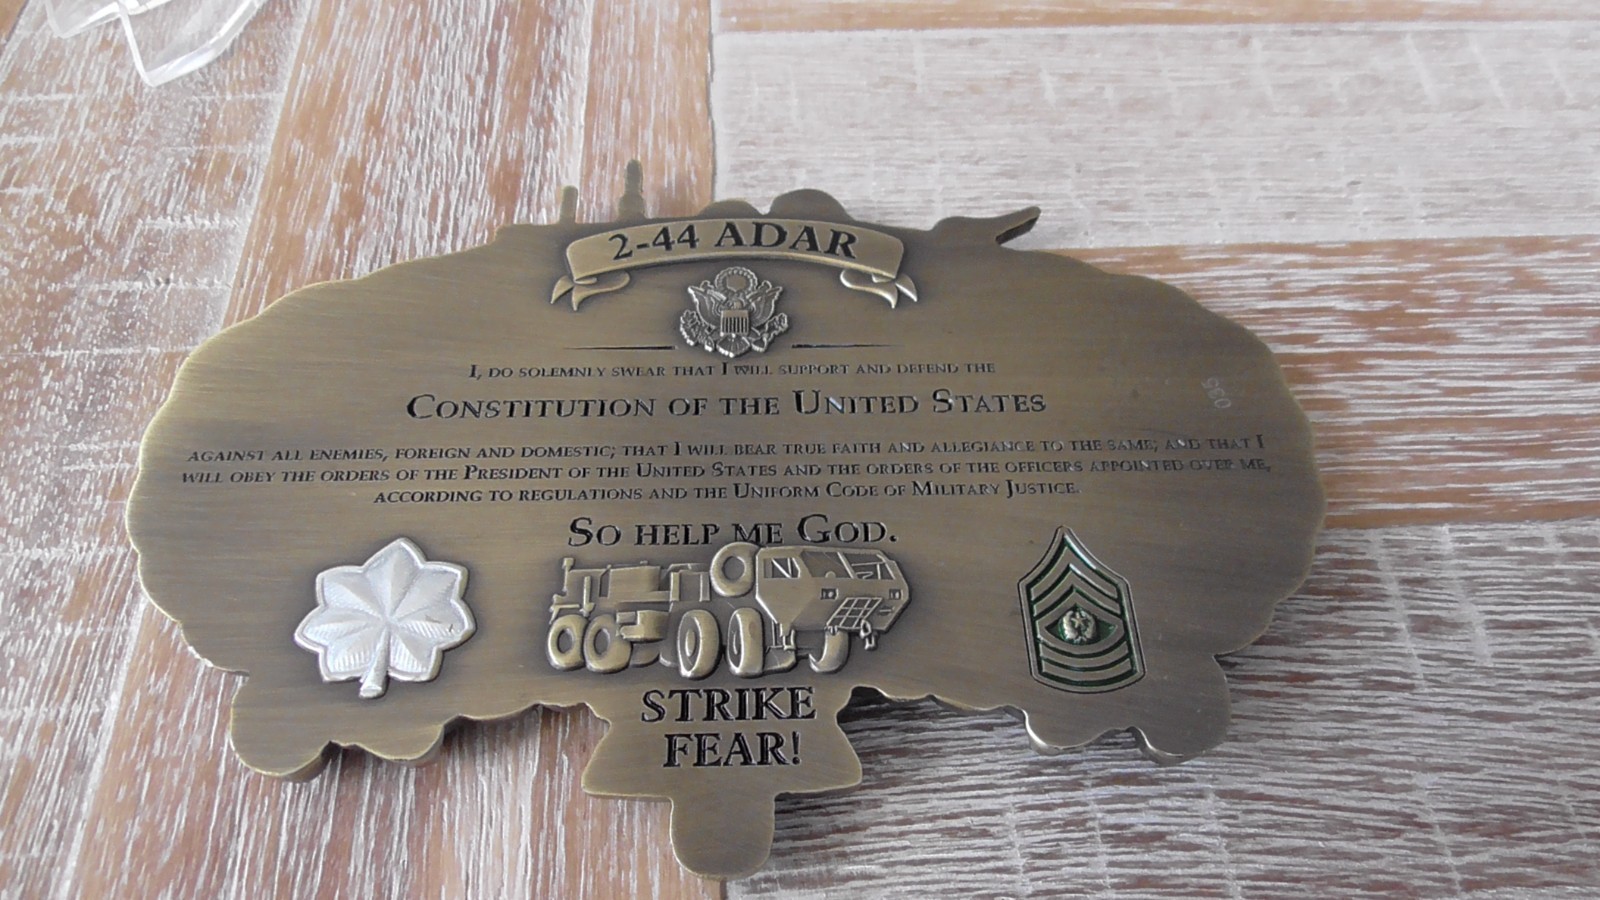 2-44 ADAR
I, DO SOLEMNLY SWEAR THAT I WILL SUPPORT AND DEFEND THE
CONSTITUTION OF THE UNITED STATES
AGAINST ALL ENEMIES, FOREIGN AND DOMESTIC; THAT I WILL BEAR TRUE FAITH AND ALLEGIANCE TO THE SAME; AND THAT I
WILL OBEY THE ORDERS OF THE PRESIDENT OF THE UNITED STATES AND THE ORDERS OF THE OFFICERS APPOINTED OVER ME,
ACCORDING TO REGULATIONS AND THE UNIFORM CODE OF MILITARY JUSTICE.
SO HELP ME GOD.
STRIKE
FEAR!
035